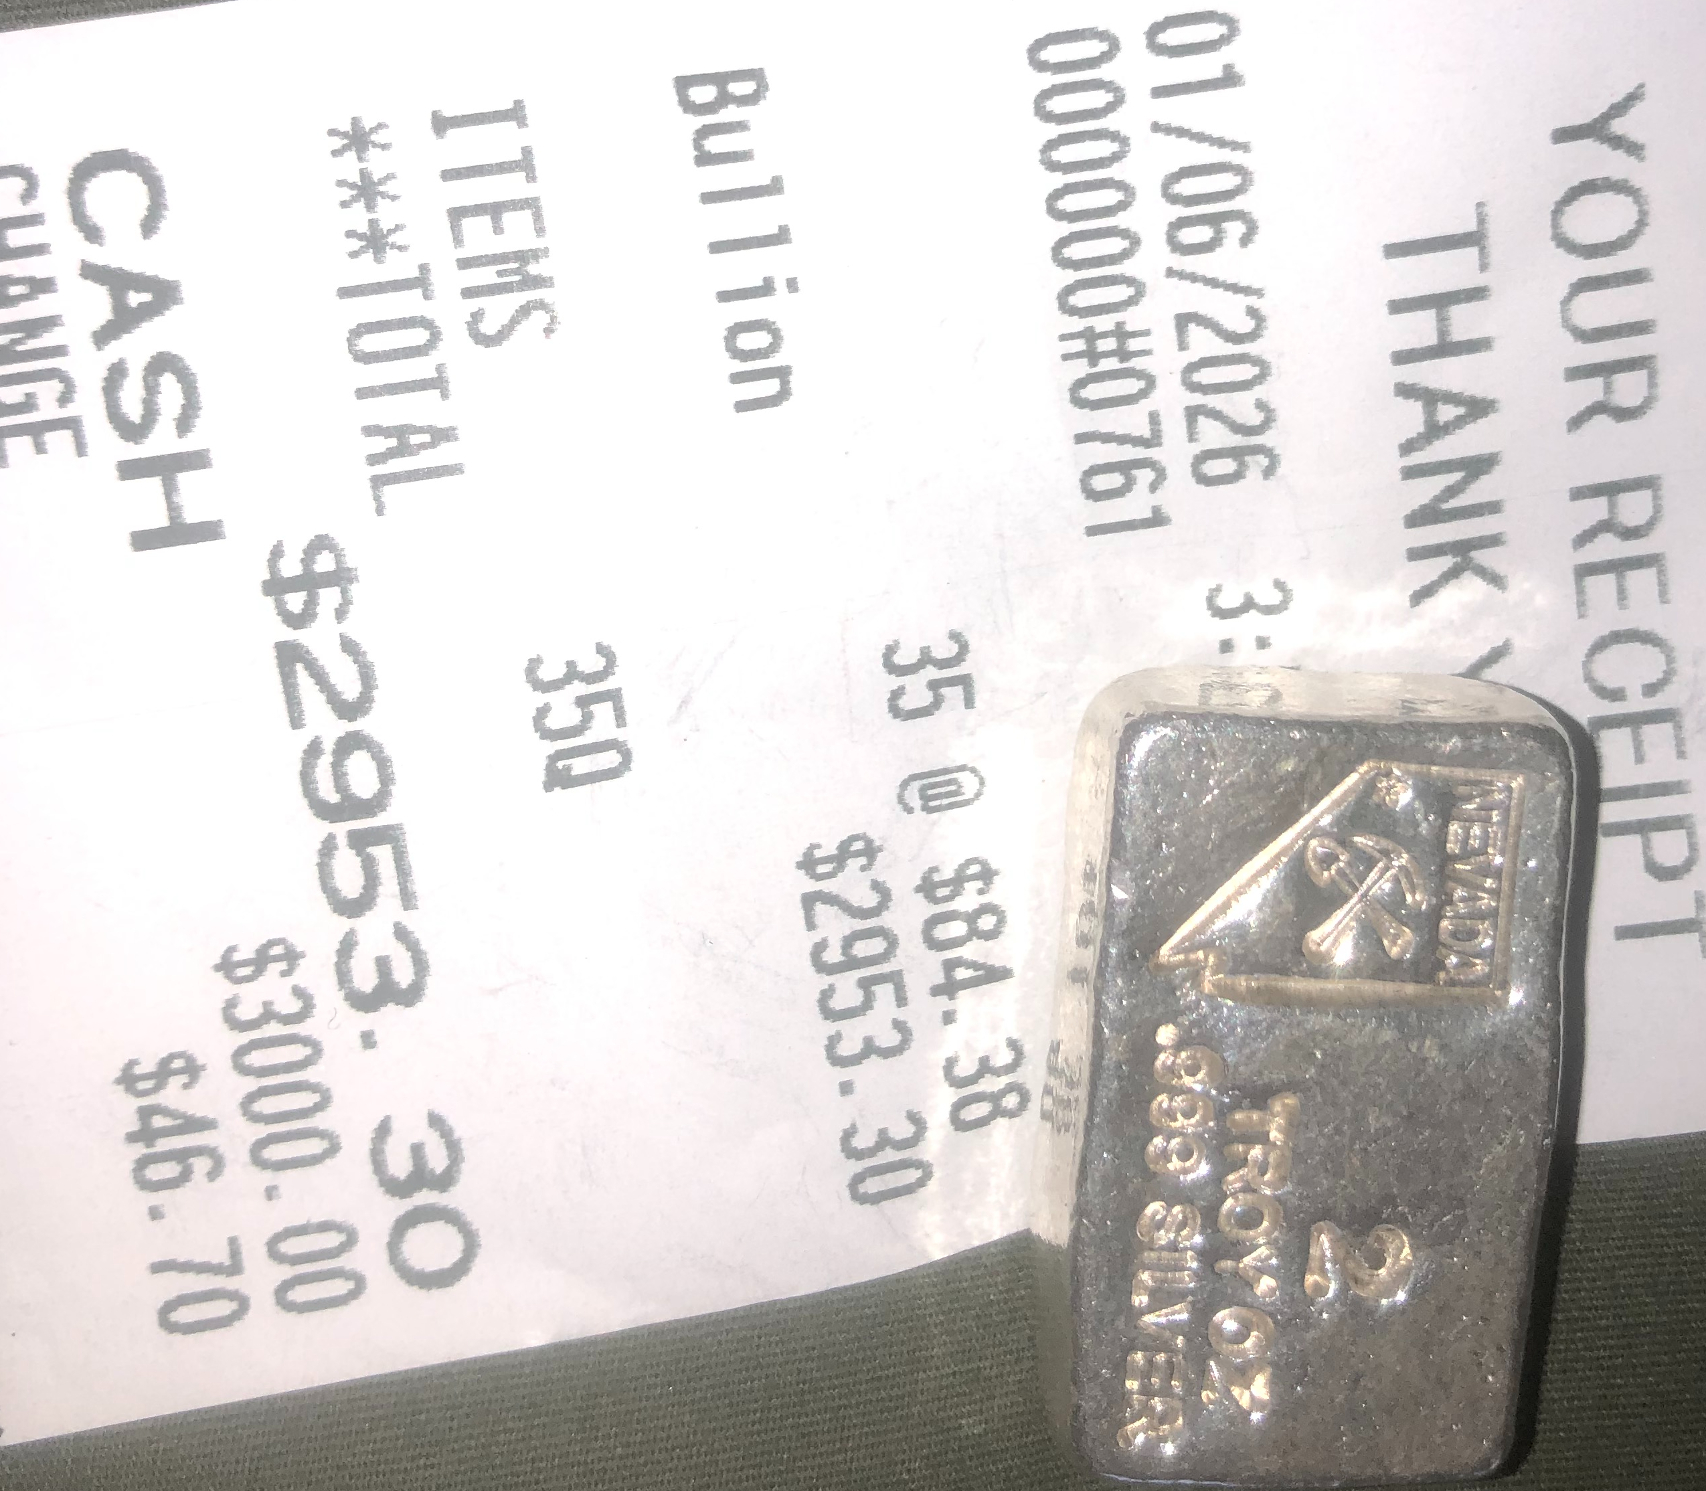 YOUR RECEIPT
THANK Y
01/06/2026 3:
000000#0761
35 @ $84.38
Bullion $2953.30
ITEMS 35Q
***TOTAL $2953.30
CASH $3000.00
CHANGE $46.70
NEVADA
2
TROY OZ
.999 SILVER